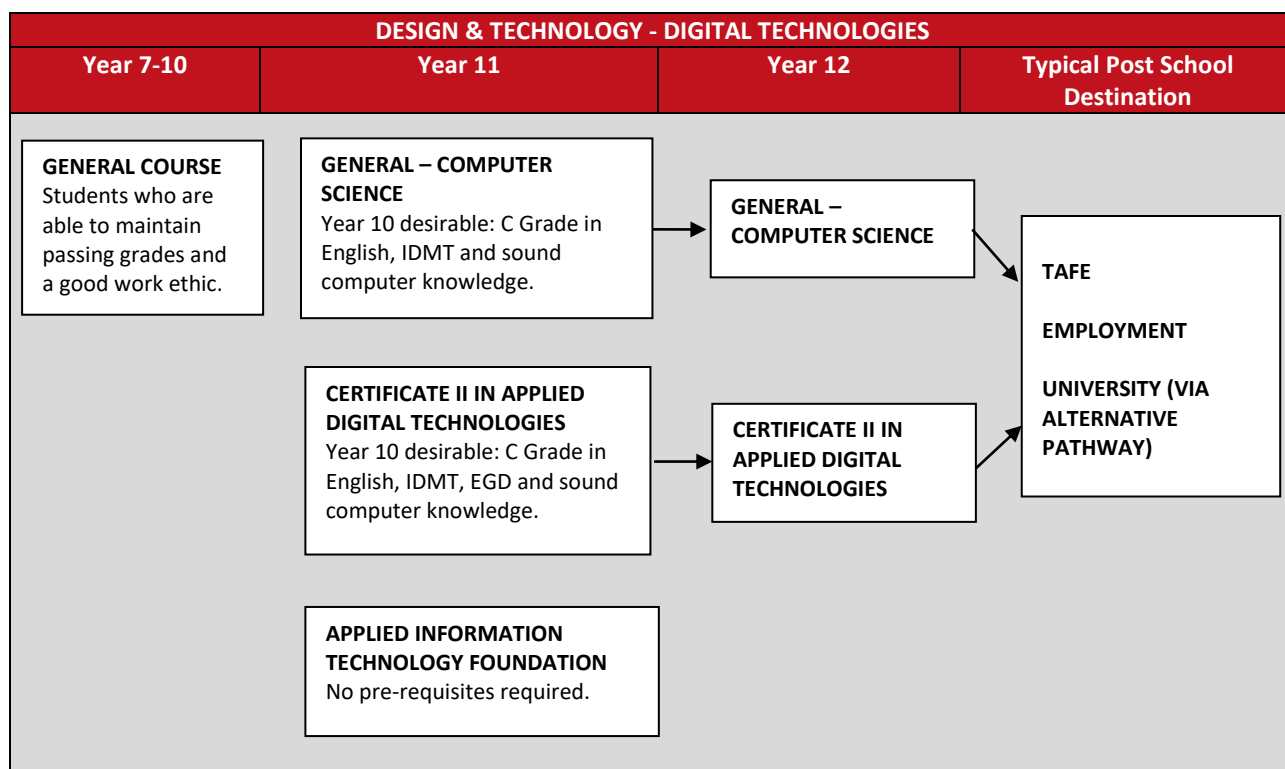 DESIGN & TECHNOLOGY - DIGITAL TECHNOLOGIES
Year 7-10
Year 11
Year 12
Typical Post School
Destination
GENERAL COURSE
Students who are
able to maintain
passing grades and
a good work ethic.
GENERAL – COMPUTER
SCIENCE
Year 10 desirable: C Grade in
English, IDMT and sound
computer knowledge.
GENERAL –
COMPUTER SCIENCE
TAFE
EMPLOYMENT
UNIVERSITY (VIA
ALTERNATIVE
PATHWAY)
CERTIFICATE II IN APPLIED
DIGITAL TECHNOLOGIES
Year 10 desirable: C Grade in
English, IDMT, EGD and sound
computer knowledge.
CERTIFICATE II IN
APPLIED DIGITAL
TECHNOLOGIES
APPLIED INFORMATION
TECHNOLOGY FOUNDATION
No pre-requisites required.